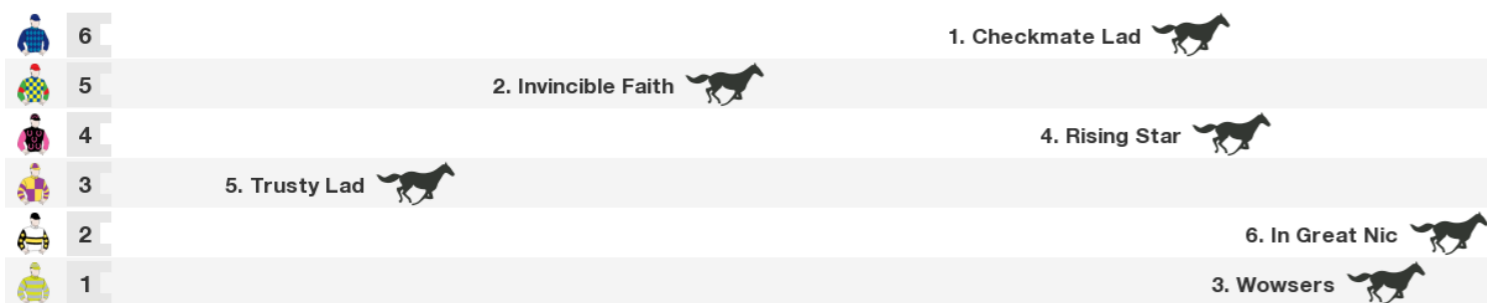 6 1. Checkmate Lad
5 2. Invincible Faith
4 4. Rising Star
3 5. Trusty Lad
2 6. In Great Nic
1 3. Wowsers